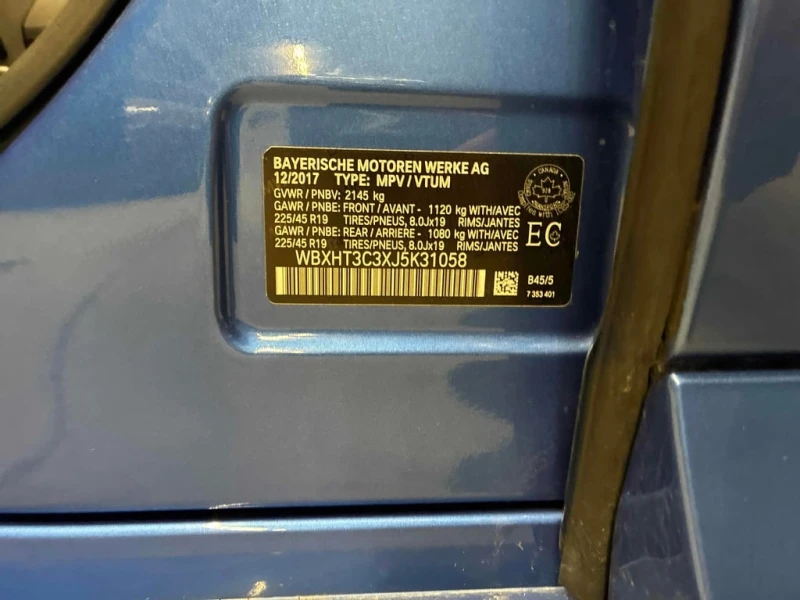 BAYERISCHE MOTOREN WERKE AG
12/2017 TYPE: MPV / VTUM
GVWR / PNBV: 2145 kg
GAWR / PNBE: FRONT / AVANT - 1120 kg WITH/AVEC
225/45 R19 TIRES/PNEUS, 8.0Jx19 RIMS/JANTES
GAWR / PNBE: REAR / ARRIERE - 1080 kg WITH/AVEC
225/45 R19 TIRES/PNEUS, 8.0Jx19 RIMS/JANTES
WBXHT3C3XJ5K31058
CANADA
EC
B45/5
7 353 401